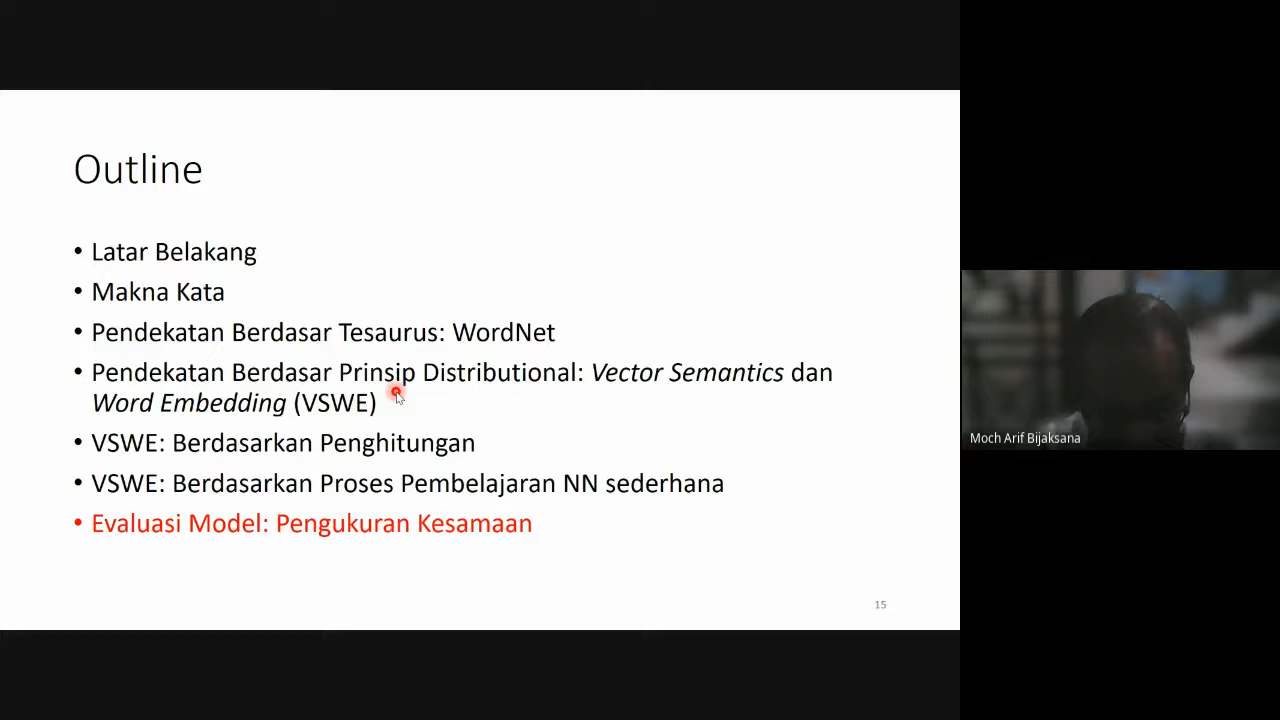 Outline
• Latar Belakang
• Makna Kata
• Pendekatan Berdasar Tesaurus: WordNet
• Pendekatan Berdasar Prinsip Distributional: Vector Semantics dan
Word Embedding (VSWE)
• VSWE: Berdasarkan Penghitungan
• VSWE: Berdasarkan Proses Pembelajaran NN sederhana
• Evaluasi Model: Pengukuran Kesamaan
15
Moch Arif Bijaksana